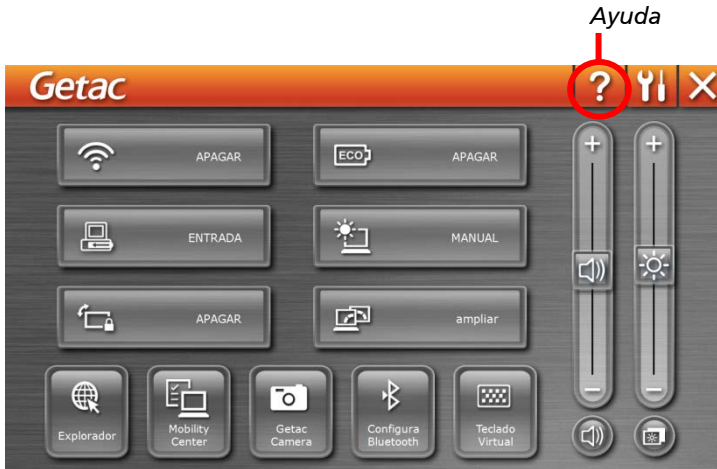 Ayuda
Getac ?
APAGAR
ECO APAGAR
ENTRADA
MANUAL
APAGAR
ampliar
Explorador
Mobility
Center
Getac
Camera
Configura
Bluetooth
Teclado
Virtual